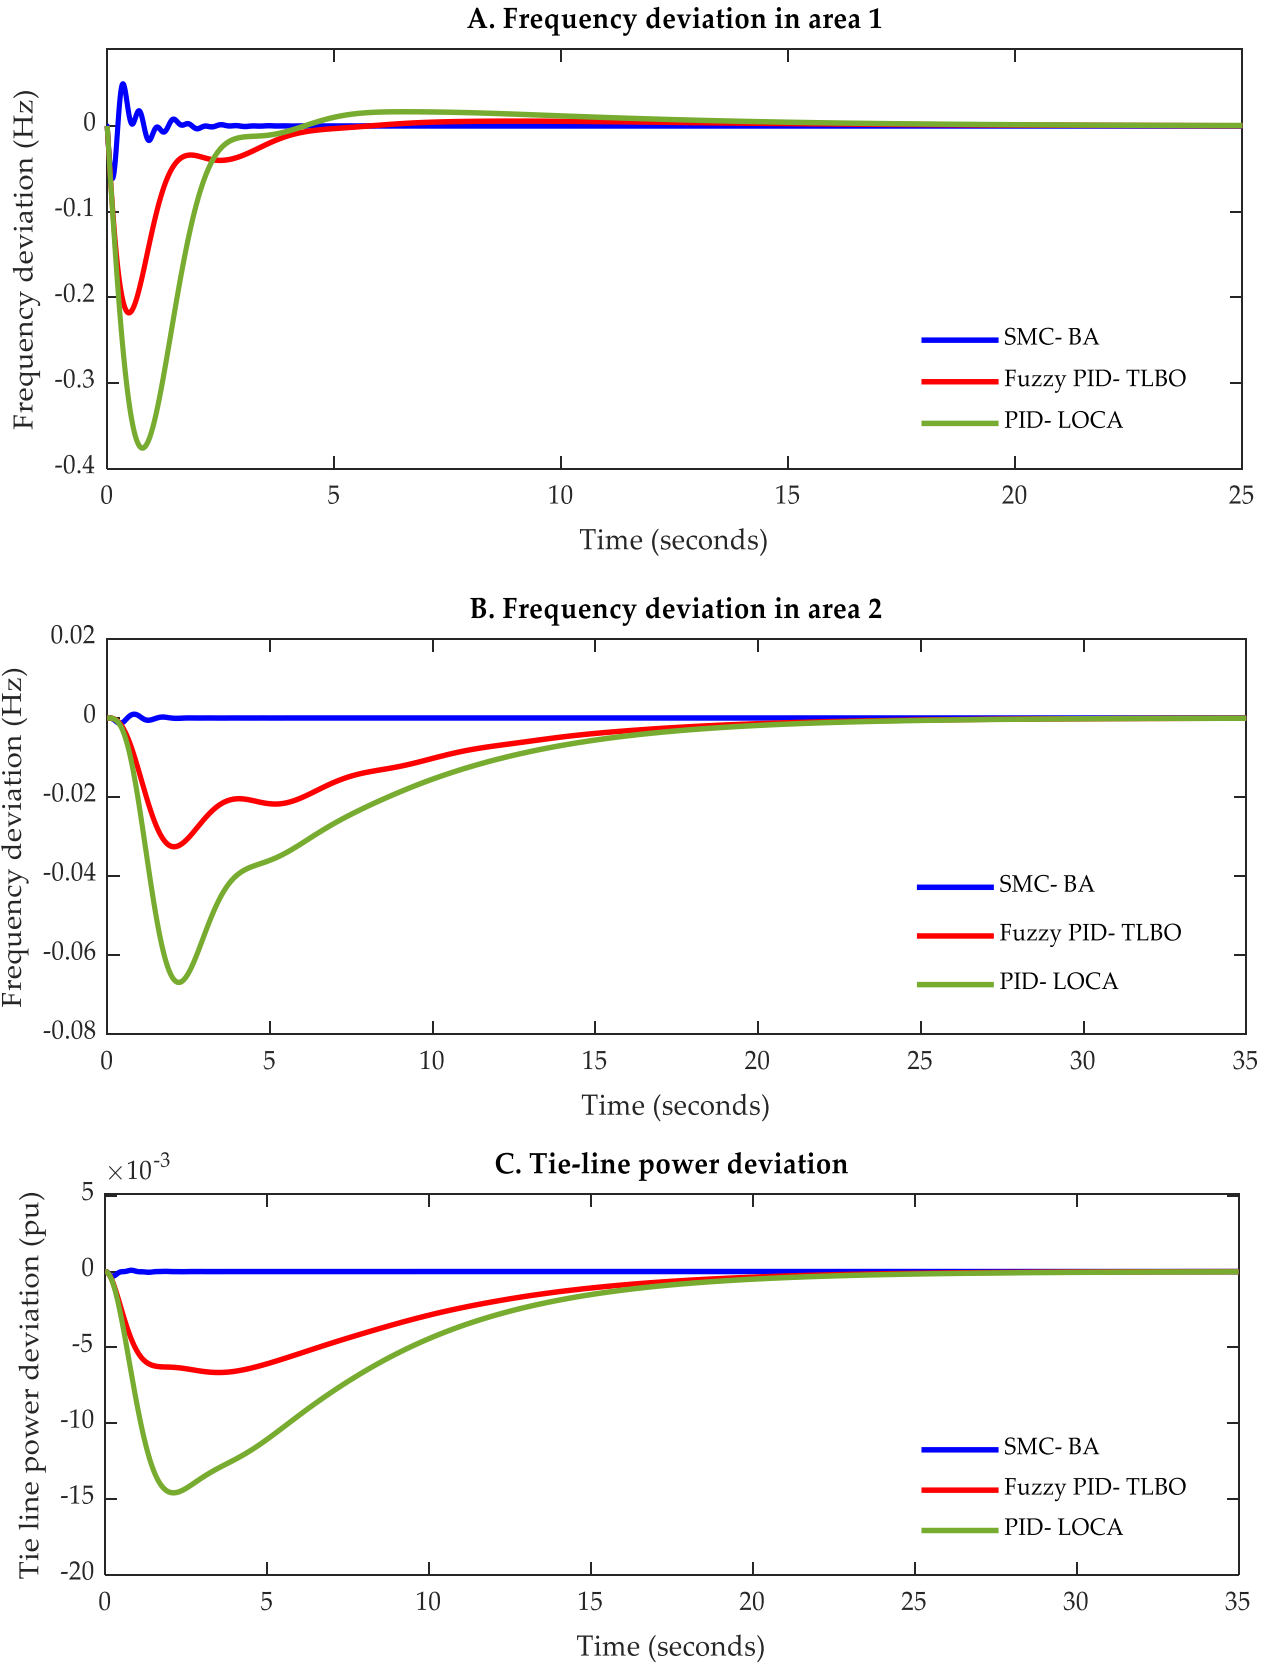 A. Frequency deviation in area 1
Frequency deviation (Hz)
0
-0.1
-0.2
-0.3
-0.4
SMC- BA
Fuzzy PID- TLBO
PID- LOCA
0 5 10 15 20 25
Time (seconds)
B. Frequency deviation in area 2
Frequency deviation (Hz)
0.02
0
-0.02
-0.04
-0.06
-0.08
SMC- BA
Fuzzy PID- TLBO
PID- LOCA
0 5 10 15 20 25 30 35
Time (seconds)
C. Tie-line power deviation
×10-3
Tie line power deviation (pu)
5
0
-5
-10
-15
-20
SMC- BA
Fuzzy PID- TLBO
PID- LOCA
0 5 10 15 20 25 30 35
Time (seconds)